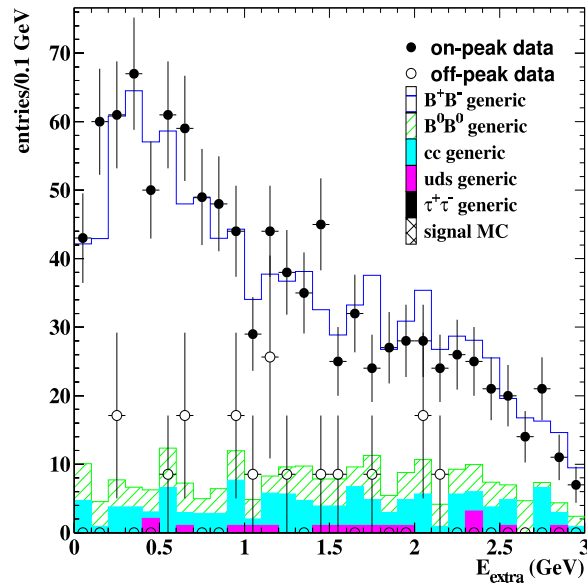 entries/0.1 GeV
70
60
50
40
30
20
10
0
on-peak data
off-peak data
B⁺B⁻ generic
B⁰B⁰ generic
cc generic
uds generic
τ⁺τ⁻ generic
signal MC
0 0.5 1 1.5 2 2.5 3
E_extra (GeV)